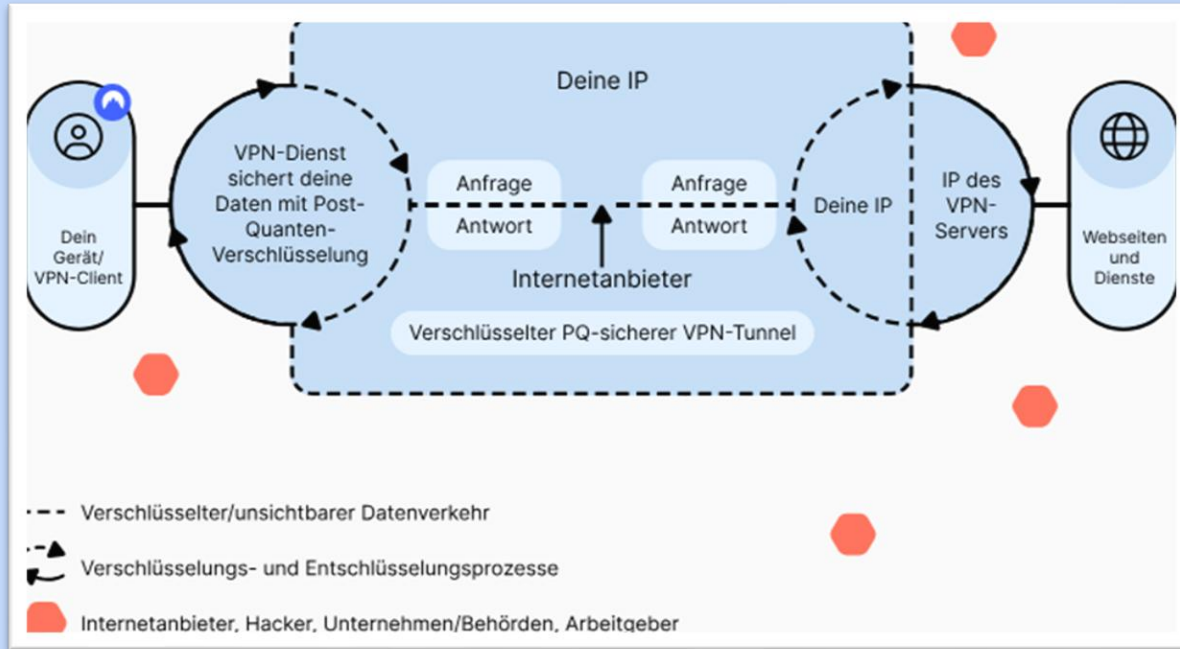 Deine IP
VPN-Dienst
sichert deine
Daten mit Post-
Quanten-
Verschlüsselung
Dein
Gerät/
VPN-Client
Anfrage
Antwort
Anfrage
Antwort
Internetanbieter
Verschlüsselter PQ-sicherer VPN-Tunnel
Deine IP
IP des
VPN-
Servers
Webseiten
und
Dienste
Verschlüsselter/unsichtbarer Datenverkehr
Verschlüsselungs- und Entschlüsselungsprozesse
Internetanbieter, Hacker, Unternehmen/Behörden, Arbeitgeber